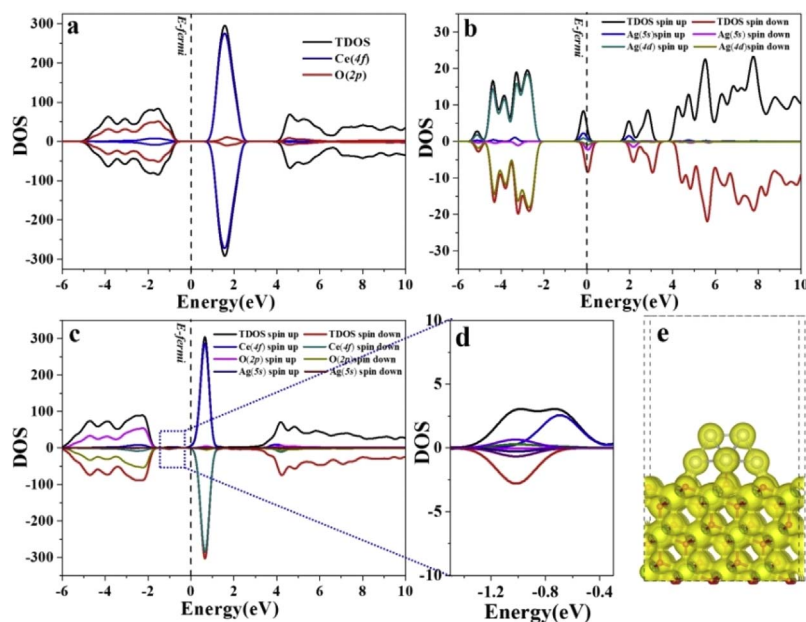 a
E-fermi
TDOS
Ce(4f)
O(2p)
300
200
100
0
-100
-200
-300
DOS
-6 -4 -2 0 2 4 6 8 10
Energy(eV)
b
E-fermi
TDOS spin up
TDOS spin down
Ag(5s)spin up
Ag(5s) spin down
Ag(4d) spin up
Ag(4d)spin down
30
20
10
0
-10
-20
-30
DOS
-6 -4 -2 0 2 4 6 8 10
Energy(eV)
c
E-fermi
TDOS spin up
TDOS spin down
Ce(4f) spin up
Ce(4f) spin down
O(2p) spin up
O(2p) spin down
Ag(5s) spin up
Ag(5s) spin down
300
200
100
0
-100
-200
-300
DOS
-6 -4 -2 0 2 4 6 8 10
Energy(eV)
d
10
5
0
-5
-10
DOS
-1.2 -0.8 -0.4
Energy(eV)
e